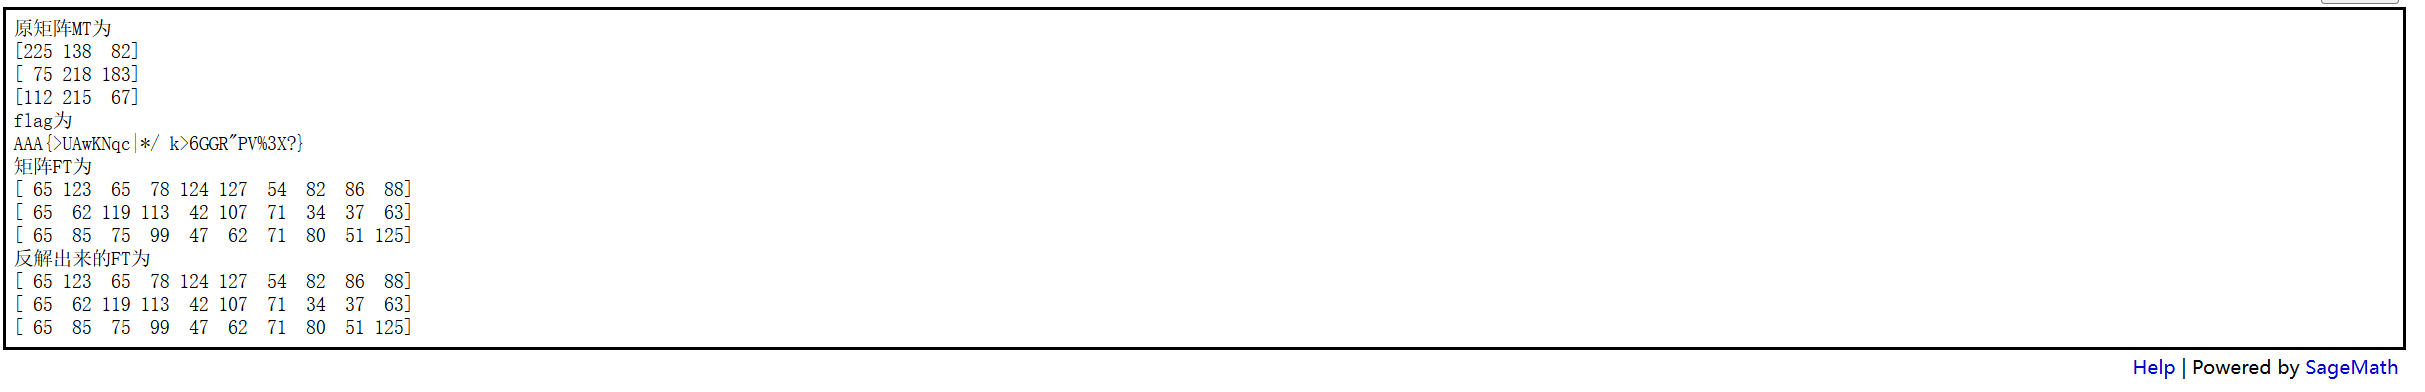 原矩阵MT为
[225 138  82]
[ 75 218 183]
[112 215  67]
flag为
AAA{>UAwKNqc|*/ k>6GGR"PV%3X?}
矩阵FT为
[ 65 123  65  78 124 127  54  82  86  88]
[ 65  62 119 113  42 107  71  34  37  63]
[ 65  85  75  99  47  62  71  80  51 125]
反解出来的FT为
[ 65 123  65  78 124 127  54  82  86  88]
[ 65  62 119 113  42 107  71  34  37  63]
[ 65  85  75  99  47  62  71  80  51 125]
Help | Powered by SageMath